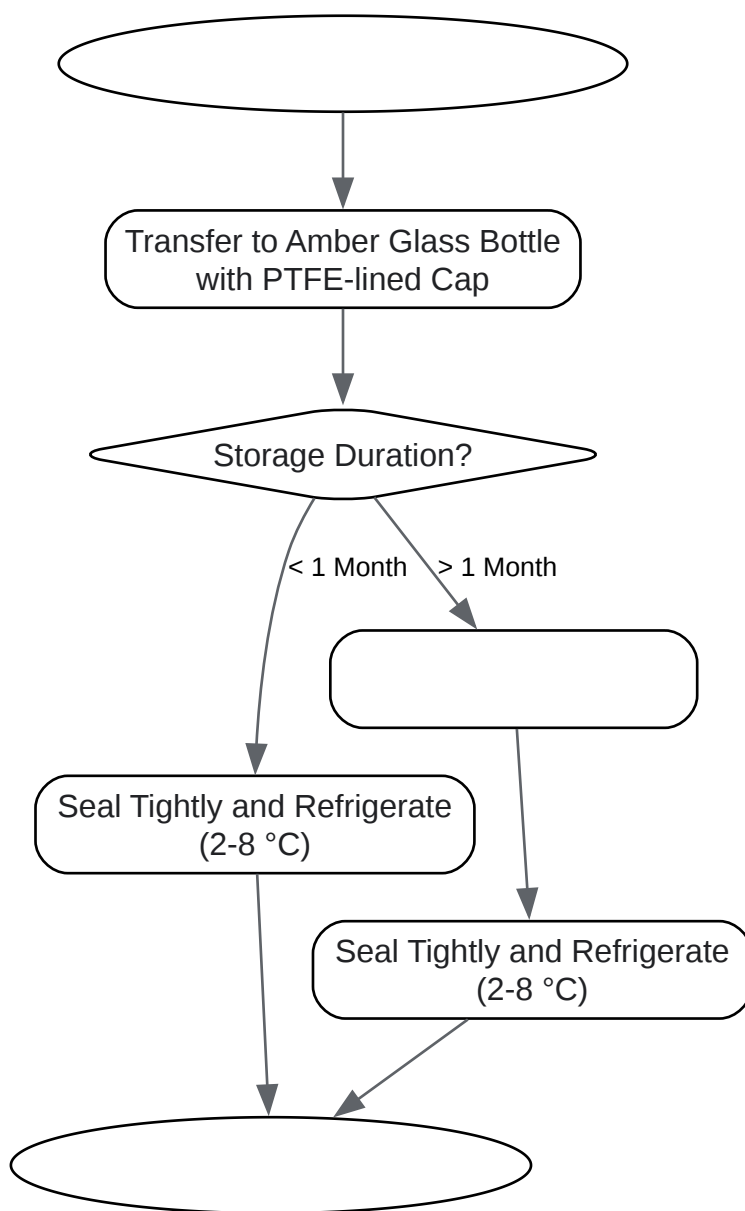 Transfer to Amber Glass Bottle
with PTFE-lined Cap
Storage Duration?
< 1 Month
> 1 Month
Seal Tightly and Refrigerate
(2-8 °C)
Seal Tightly and Refrigerate
(2-8 °C)